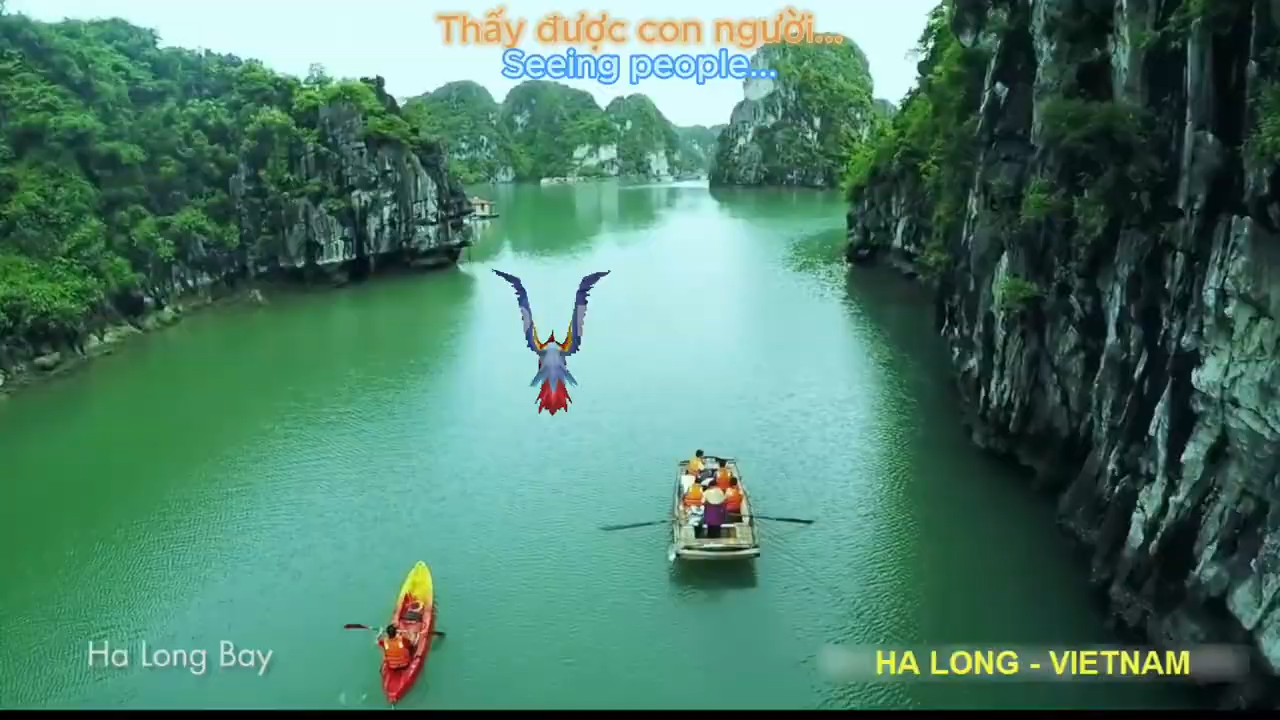 Thấy được con người...
Seeing people...
Ha Long Bay
HA LONG - VIETNAM